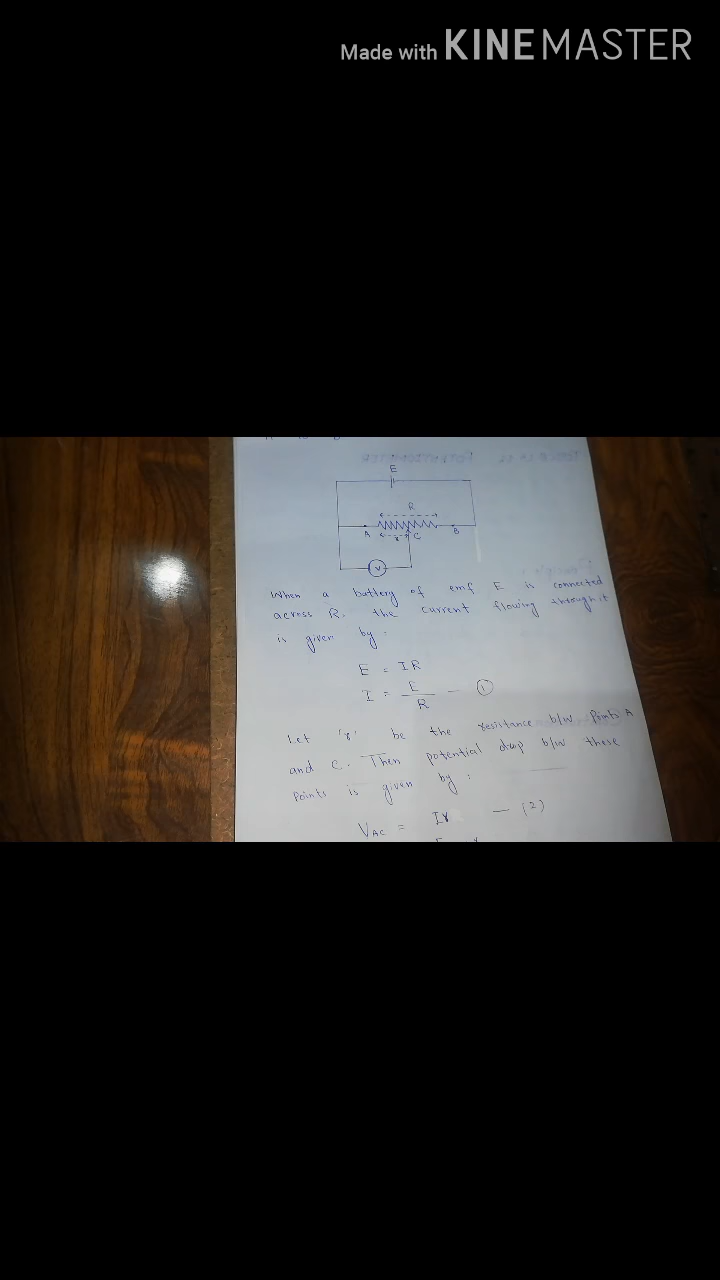 Made with KINEMASTER
E
R
A
r
C
B
V
When a battery of emf E is connected
across R, the current flowing through it
is given by:
E = IR
I = E/R — (1)
Let 'r' be the resistance b/w Points A
and C. Then potential drop b/w these
Points is given by:
V_AC = Ir — (2)